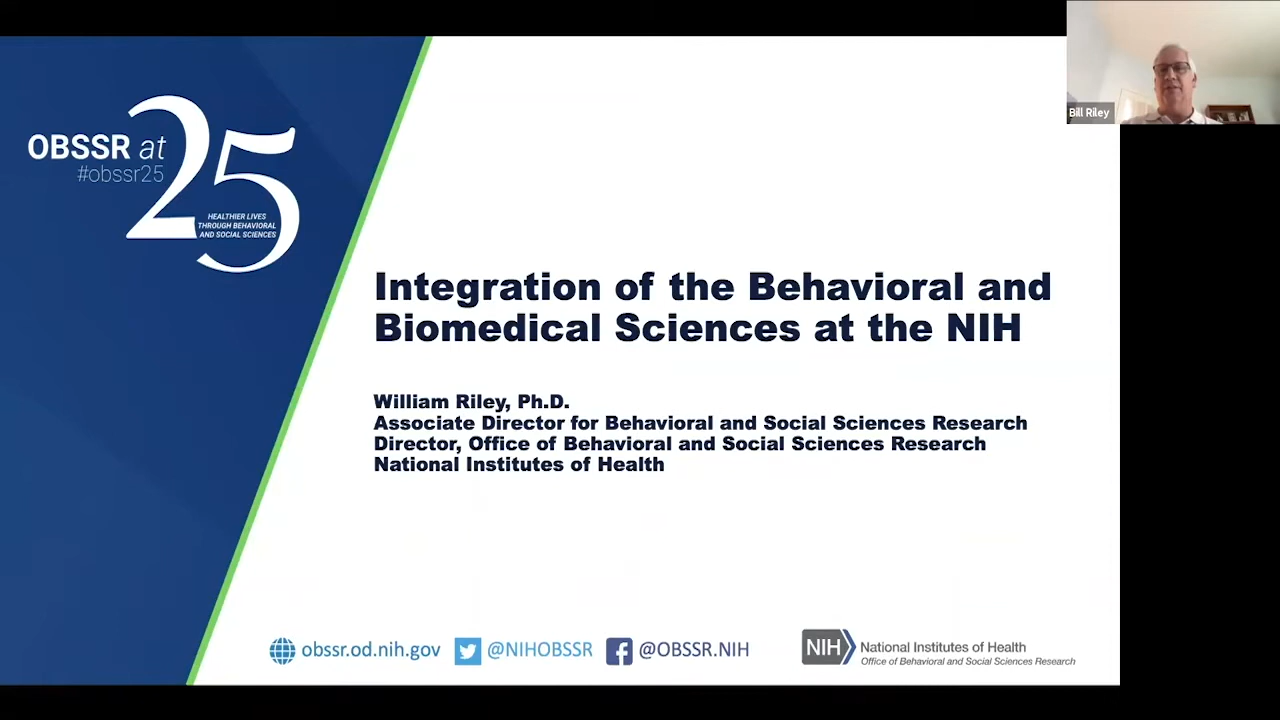 Bill Riley
OBSSR at
#obssr25
25
HEALTHIER LIVES
THROUGH BEHAVIORAL
AND SOCIAL SCIENCES
Integration of the Behavioral and
Biomedical Sciences at the NIH
William Riley, Ph.D.
Associate Director for Behavioral and Social Sciences Research
Director, Office of Behavioral and Social Sciences Research
National Institutes of Health
obssr.od.nih.gov @NIHOBSSR @OBSSR.NIH
NIH National Institutes of Health
Office of Behavioral and Social Sciences Research